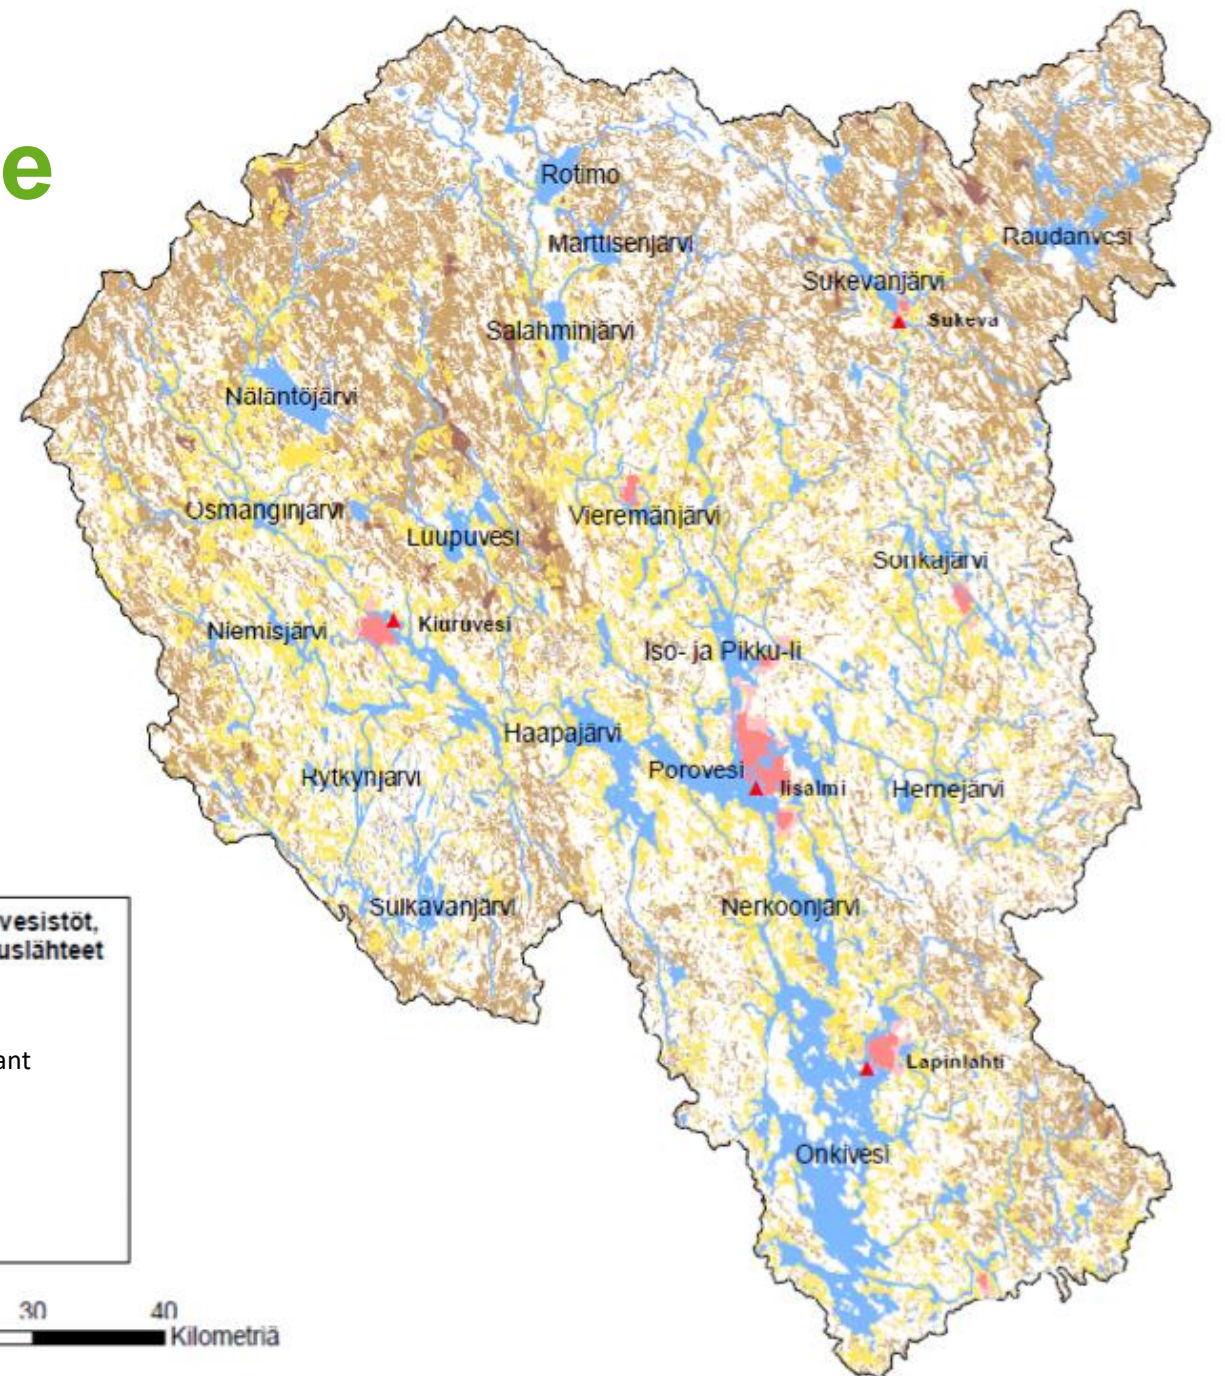 e
Rotimo
Marttisenjärvi
Raudanvesi
Sukevanjärvi
Sukeva
Salahminjärvi
Näläntöjärvi
Osmanginjärvi
Luupuvesi
Vieremänjärvi
Sonkajärvi
Niemisjärvi
Kiuruvesi
Iso- ja Pikku-Ii
Haapajärvi
Porovesi
Rytkynjärvi
Iisalmi
Hernejärvi
Sulkavanjärvi
Nerkoonjärvi
vesistöt,
uslähteet
ant
Lapinlahti
Onkivesi
30 40
Kilometriä